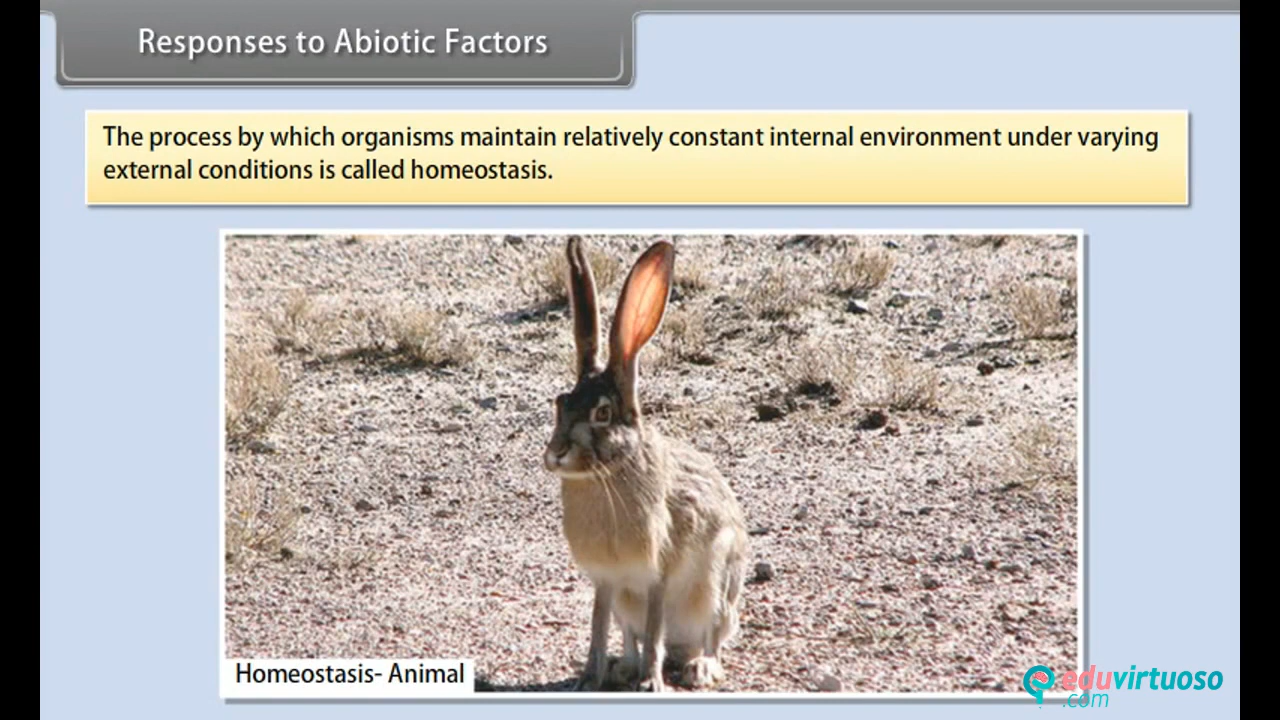 Responses to Abiotic Factors
The process by which organisms maintain relatively constant internal environment under varying
external conditions is called homeostasis.
Homeostasis- Animal
eduvirtuoso
.com